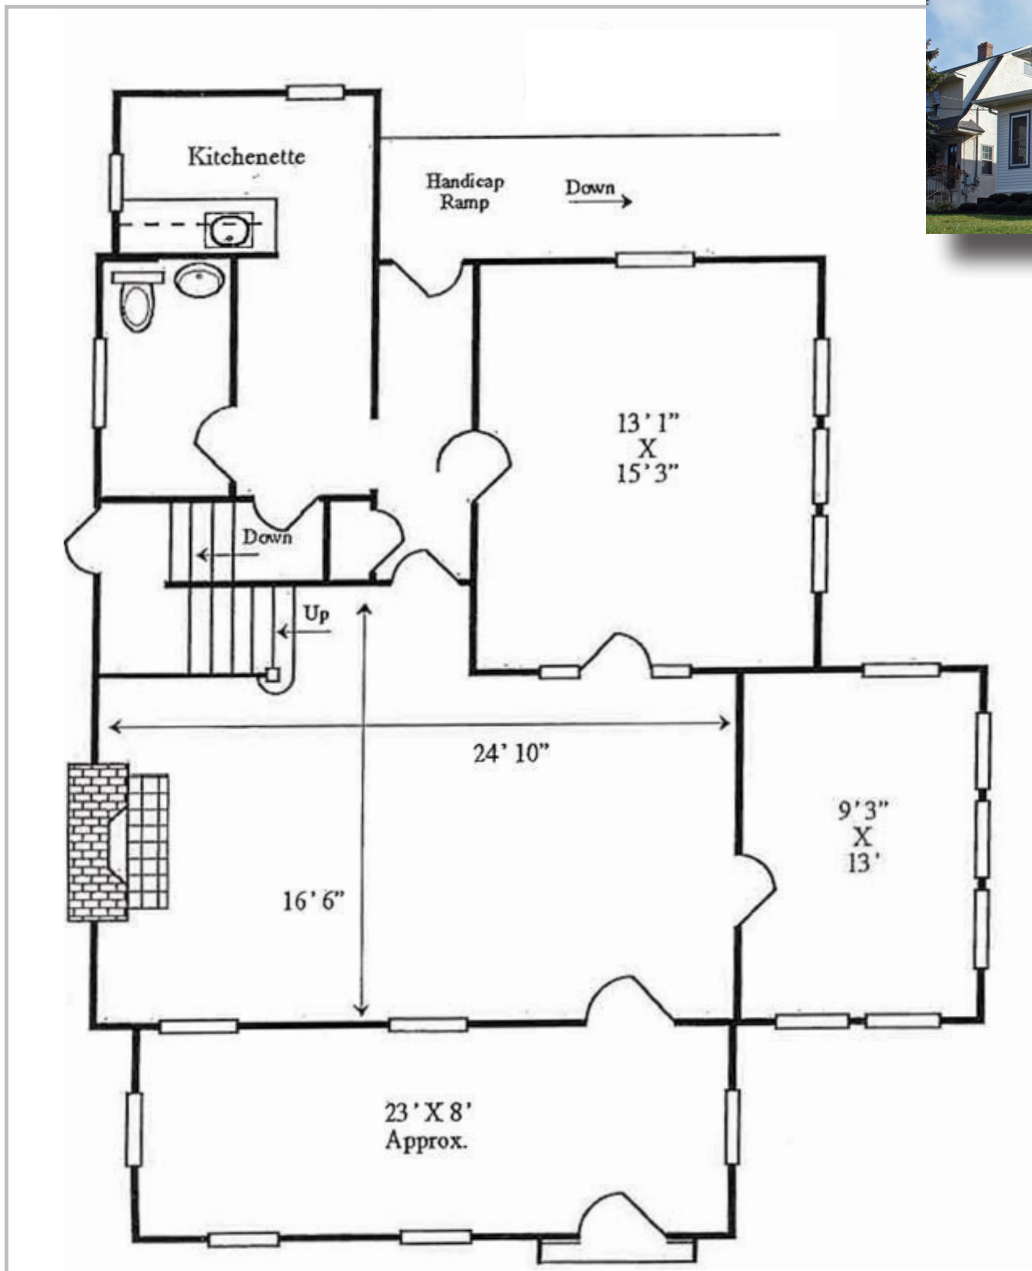 Kitchenette
Handicap
Ramp
Down
13' 1”
X
15' 3”
Down
Up
24' 10”
9' 3”
X
13'
16' 6”
23' X 8'
Approx.